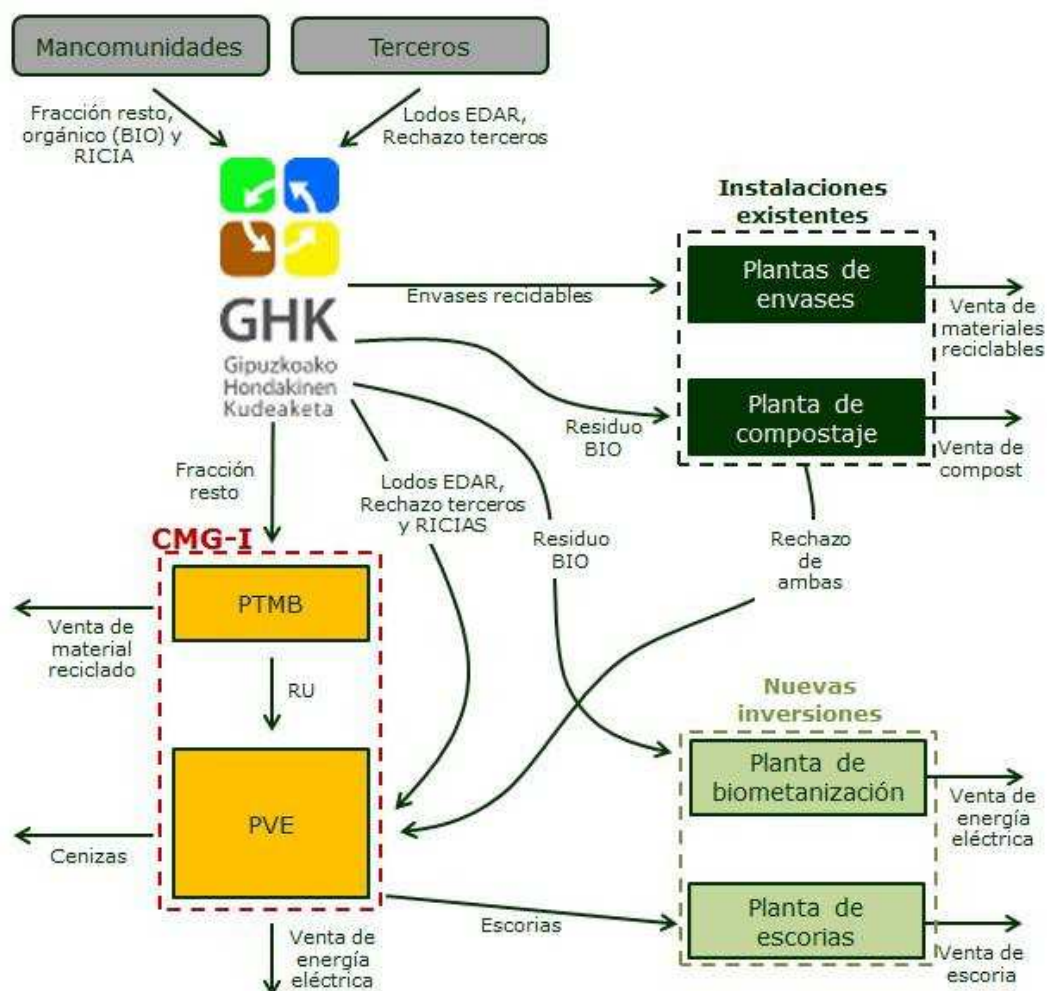 Mancomunidades
Terceros
Fracción resto,
orgánico (BIO) y
RICIA
Lodos EDAR,
Rechazo terceros
GHK
Gipuzkoako
Hondakinen
Kudeaketa
Instalaciones
existentes
Envases reciclables
Plantas de
envases
Venta de
materiales
reciclables
Residuo
BIO
Planta de
compostaje
Venta de
compost
Fracción
resto
Lodos EDAR,
Rechazo terceros
y RICIAS
Residuo
BIO
Rechazo
de
ambas
CMG-I
PTMB
Venta de
material
reciclado
RU
PVE
Cenizas
Venta de
energía
eléctrica
Escorias
Nuevas
inversiones
Planta de
biometanización
Venta de
energía
eléctrica
Planta de
escorias
Venta de
escoria